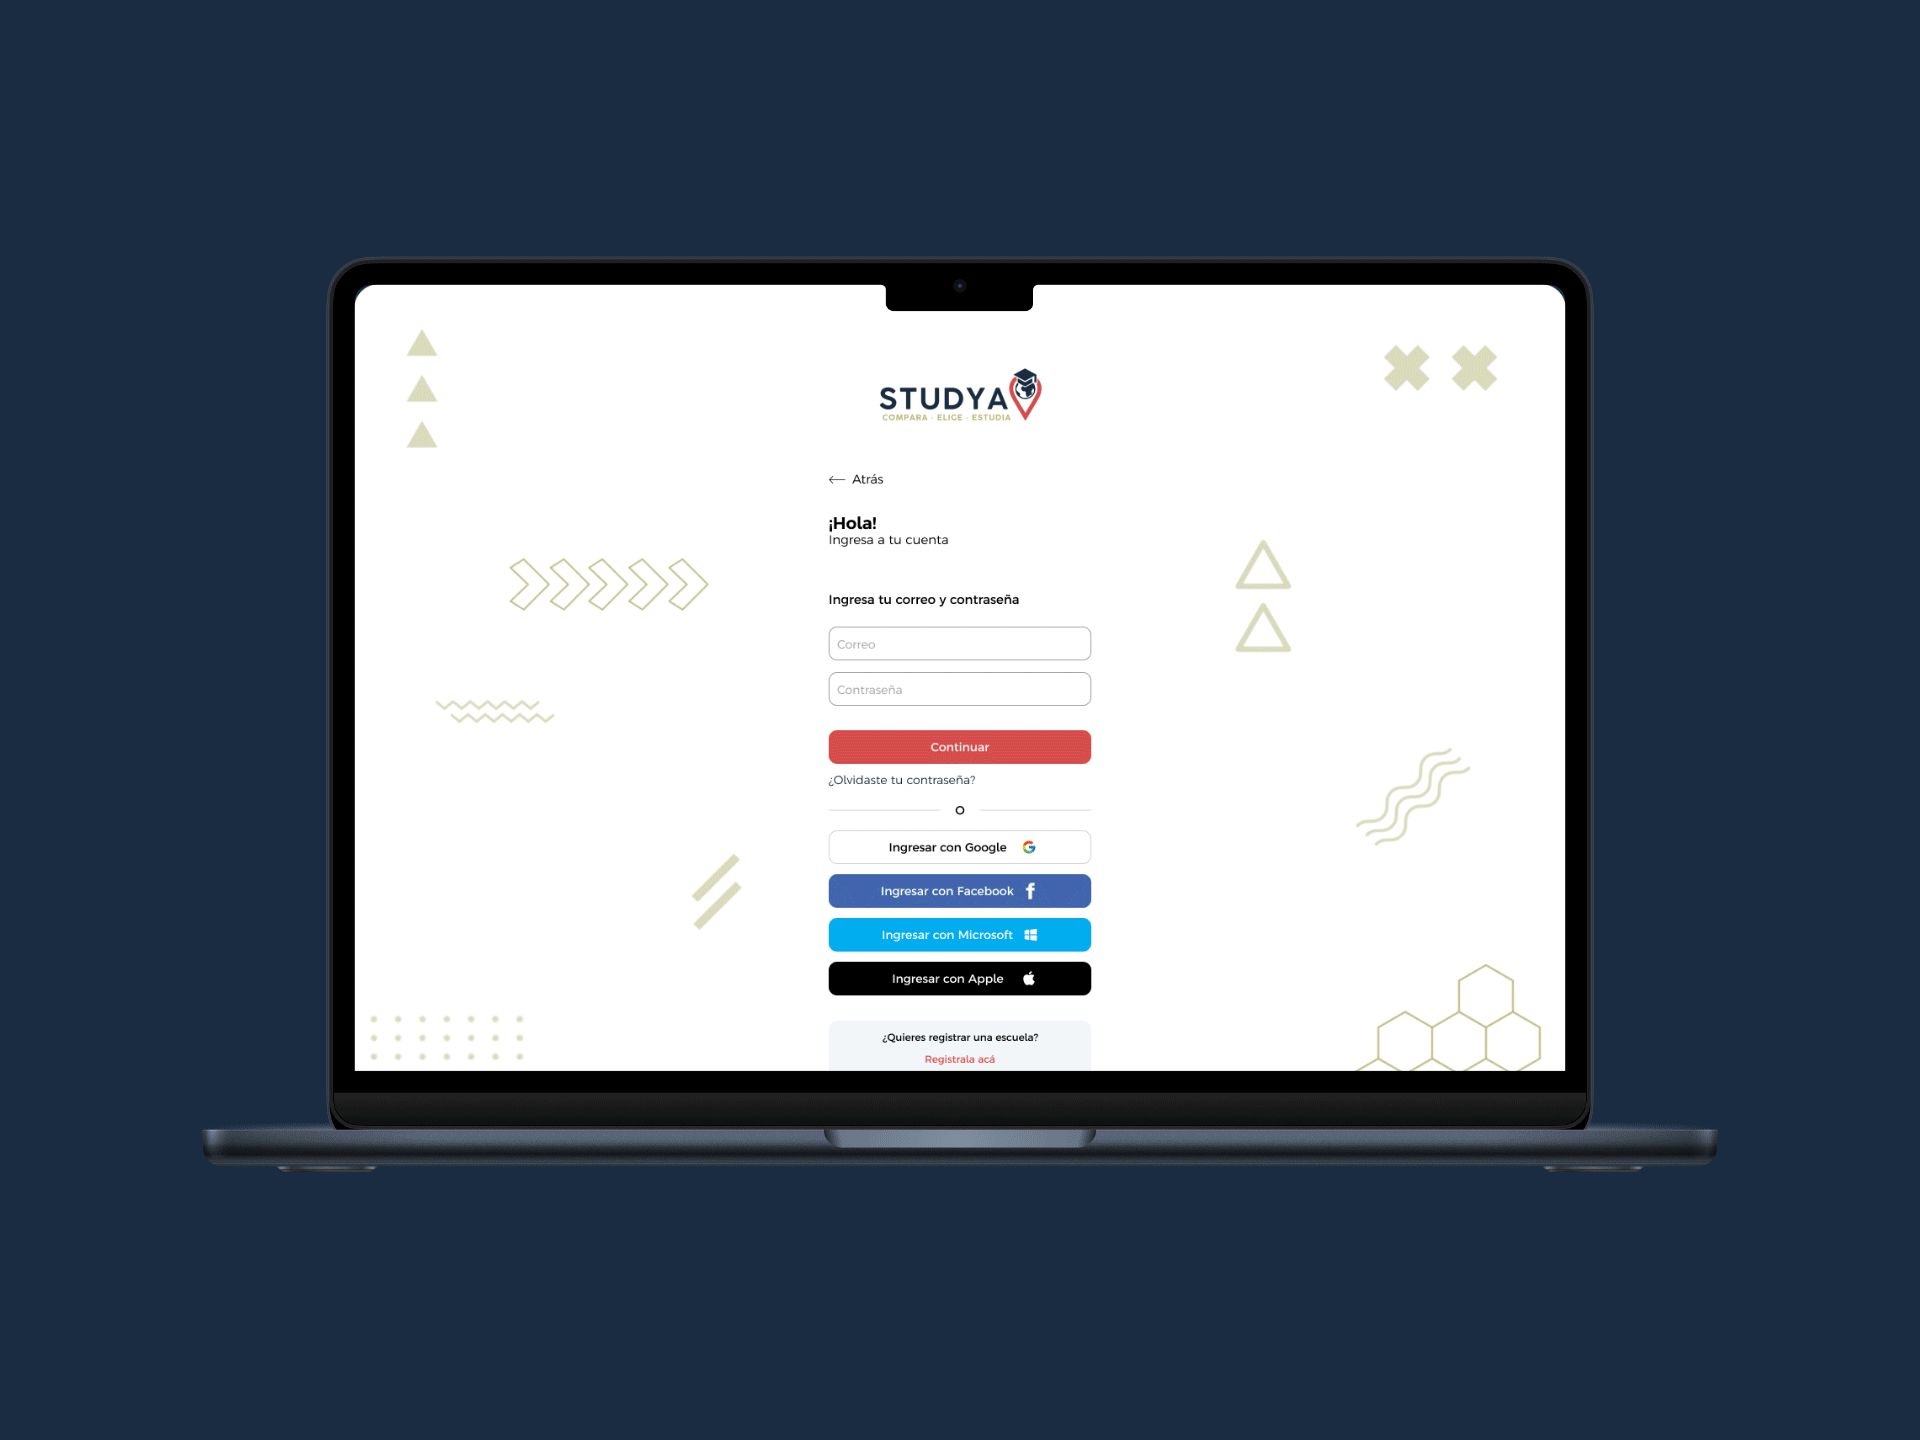 STUDYA
COMPARA · ELIGE · ESTUDIA
Atrás
¡Hola!
Ingresa a tu cuenta
Ingresa tu correo y contraseña
Correo
Contraseña
Continuar
¿Olvidaste tu contraseña?
O
Ingresar con Google
Ingresar con Facebook
Ingresar con Microsoft
Ingresar con Apple
¿Quieres registrar una escuela?
Registrala acá